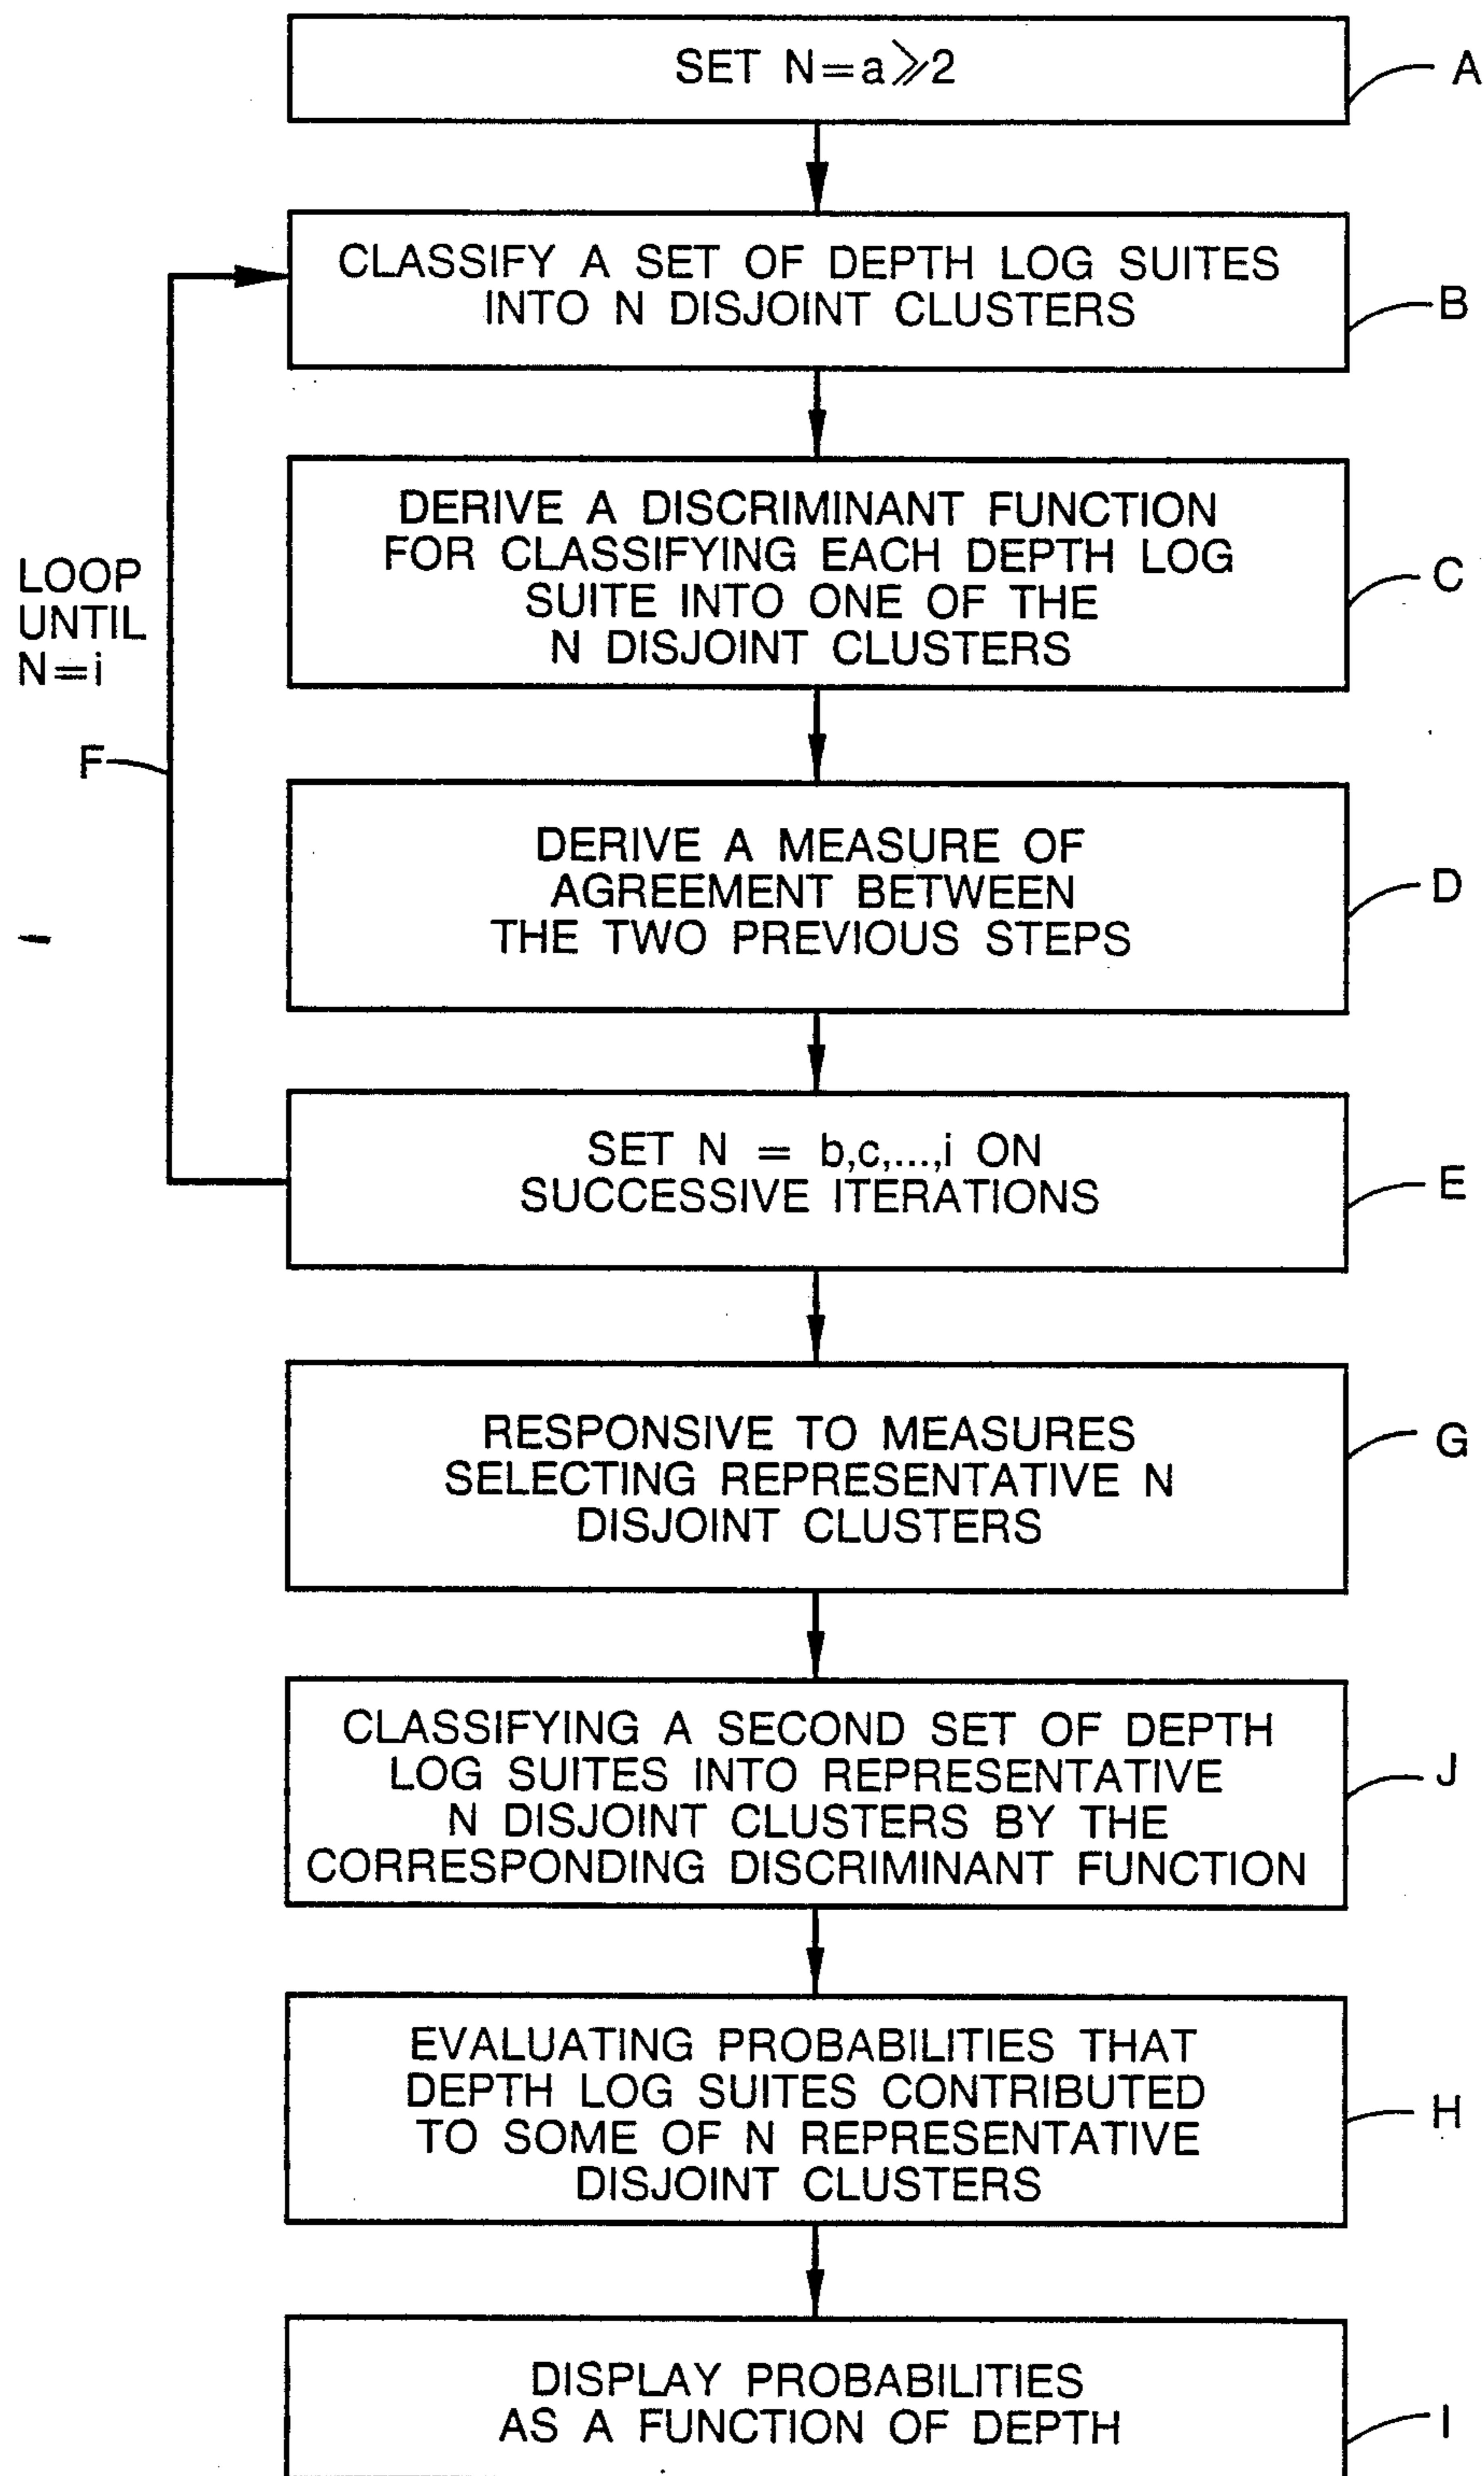 SET N=a⩾2
A
CLASSIFY A SET OF DEPTH LOG SUITES
INTO N DISJOINT CLUSTERS
B
DERIVE A DISCRIMINANT FUNCTION
FOR CLASSIFYING EACH DEPTH LOG
SUITE INTO ONE OF THE
N DISJOINT CLUSTERS
C
LOOP
UNTIL
N=i
F
DERIVE A MEASURE OF
AGREEMENT BETWEEN
THE TWO PREVIOUS STEPS
D
SET N = b,c,...,i ON
SUCCESSIVE ITERATIONS
E
RESPONSIVE TO MEASURES
SELECTING REPRESENTATIVE N
DISJOINT CLUSTERS
G
CLASSIFYING A SECOND SET OF DEPTH
LOG SUITES INTO REPRESENTATIVE
N DISJOINT CLUSTERS BY THE
CORRESPONDING DISCRIMINANT FUNCTION
J
EVALUATING PROBABILITIES THAT
DEPTH LOG SUITES CONTRIBUTED
TO SOME OF N REPRESENTATIVE
DISJOINT CLUSTERS
H
DISPLAY PROBABILITIES
AS A FUNCTION OF DEPTH
I